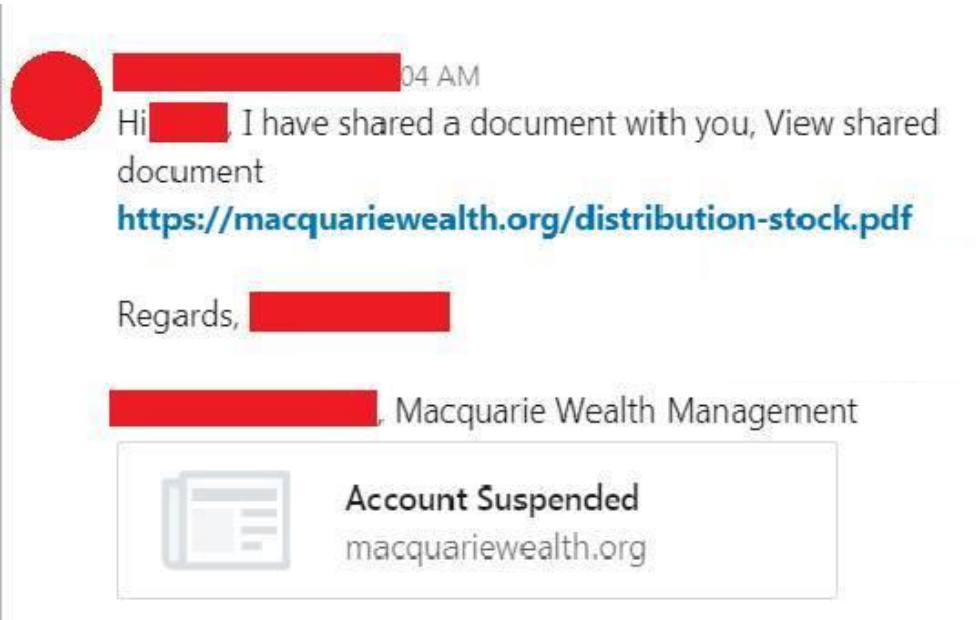 04 AM
Hi , I have shared a document with you, View shared
document
https://macquariewealth.org/distribution-stock.pdf
Regards,
, Macquarie Wealth Management
Account Suspended
macquariewealth.org